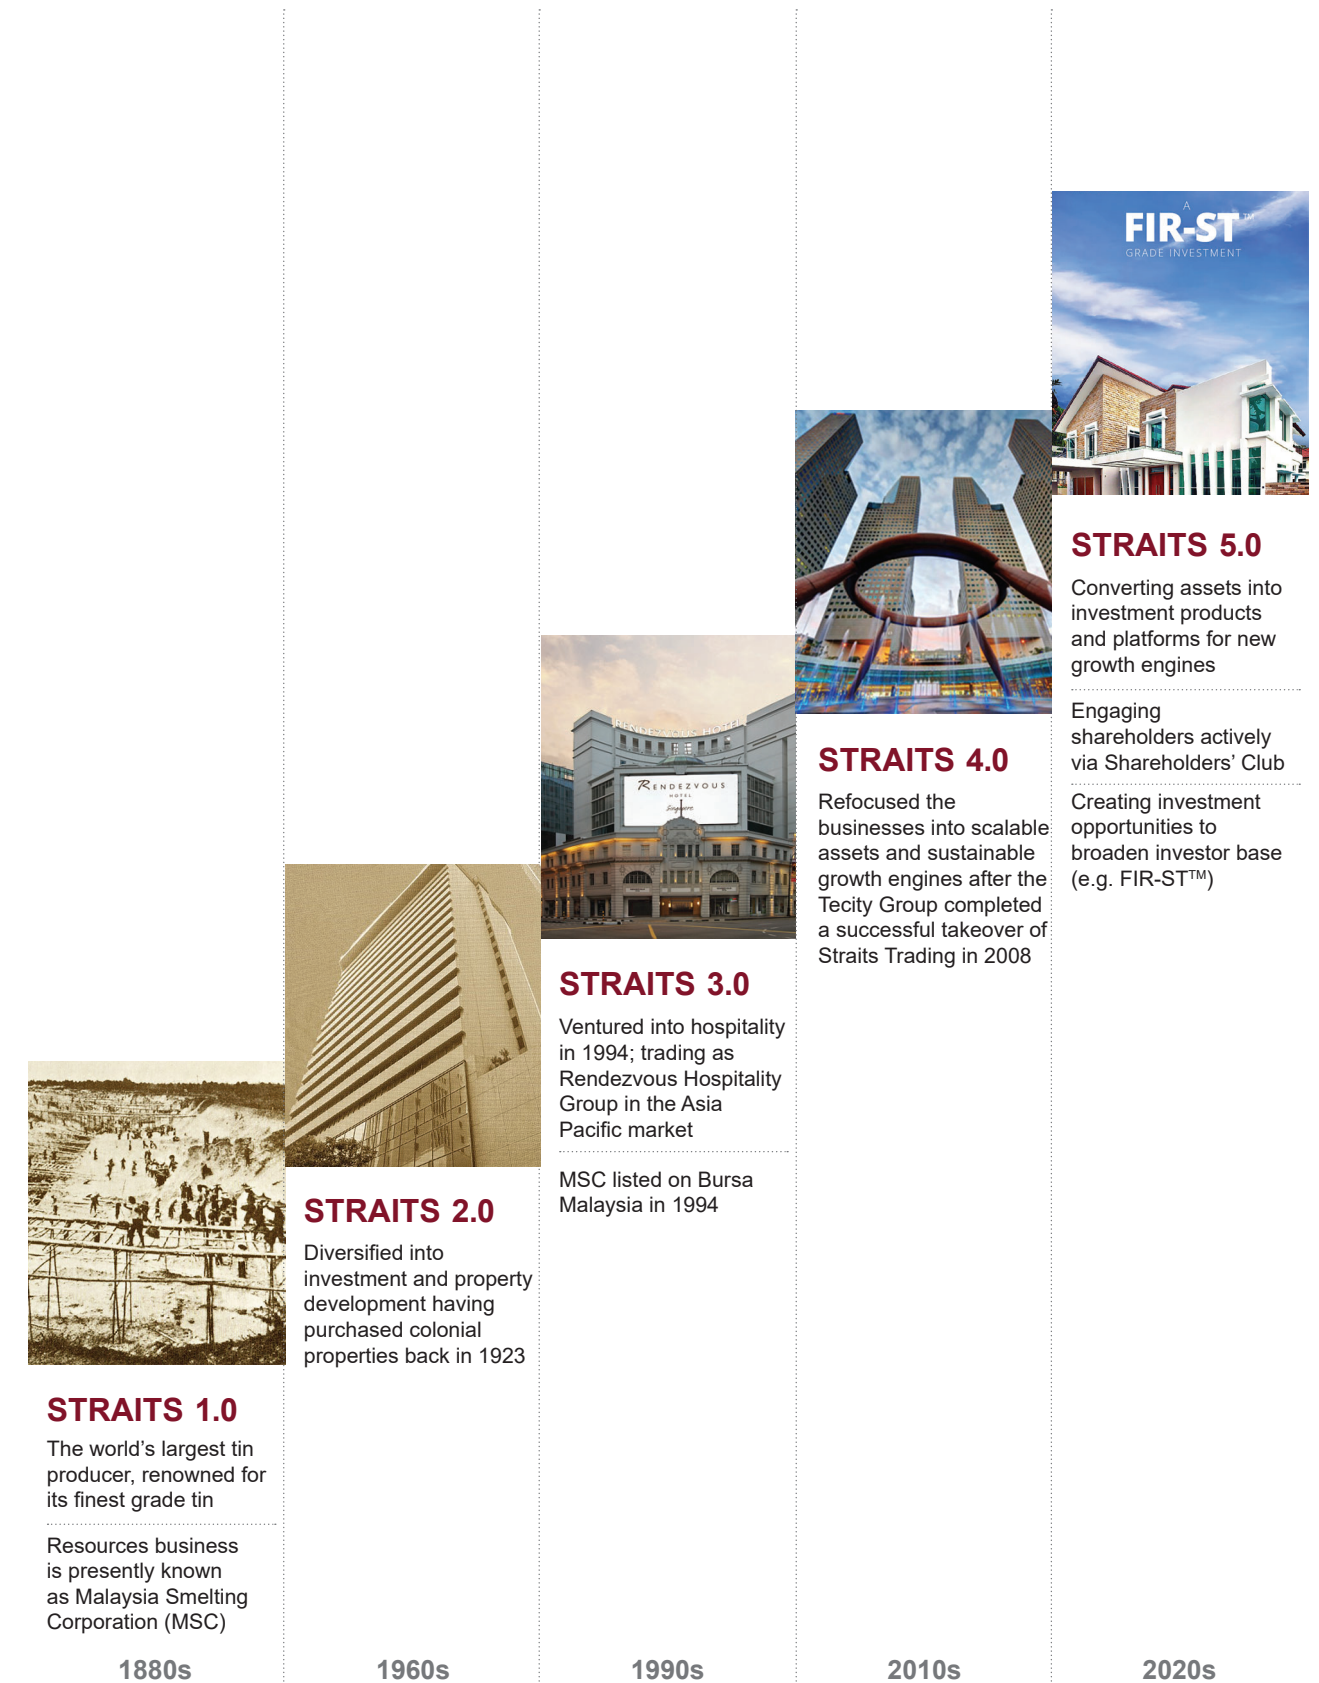 A
FIR-ST™
GRADE INVESTMENT
STRAITS 5.0
Converting assets into
investment products
and platforms for new
growth engines
Engaging
shareholders actively
via Shareholders’ Club
Creating investment
opportunities to
broaden investor base
(e.g. FIR-ST™)
STRAITS 4.0
Refocused the
businesses into scalable
assets and sustainable
growth engines after the
Tecity Group completed
a successful takeover of
Straits Trading in 2008
RENDEZVOUS HOTEL
RENDEZVOUS
HOTEL
Singapore
STRAITS 3.0
Ventured into hospitality
in 1994; trading as
Rendezvous Hospitality
Group in the Asia
Pacific market
MSC listed on Bursa
Malaysia in 1994
STRAITS 2.0
Diversified into
investment and property
development having
purchased colonial
properties back in 1923
STRAITS 1.0
The world’s largest tin
producer, renowned for
its finest grade tin
Resources business
is presently known
as Malaysia Smelting
Corporation (MSC)
1880s
1960s
1990s
2010s
2020s